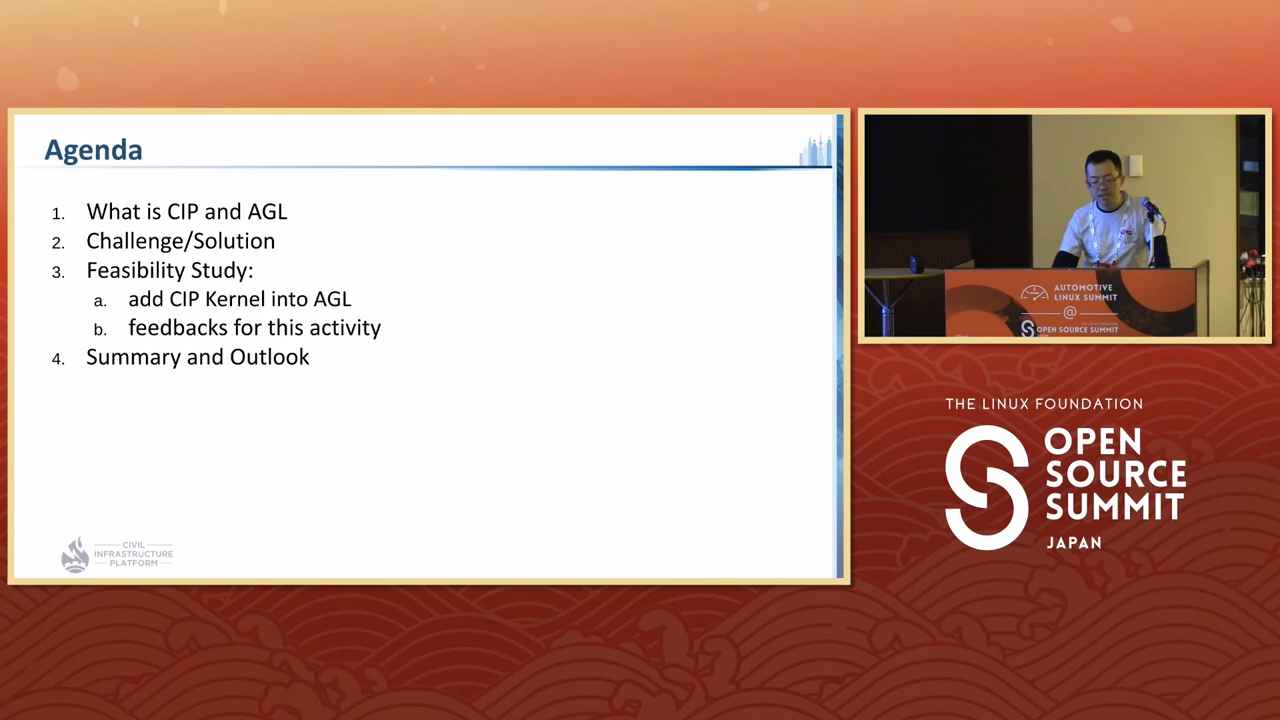 Agenda
1. What is CIP and AGL
2. Challenge/Solution
3. Feasibility Study:
a. add CIP Kernel into AGL
b. feedbacks for this activity
4. Summary and Outlook
CIVIL
INFRASTRUCTURE
PLATFORM
AUTOMOTIVE
LINUX SUMMIT
@
OPEN SOURCE SUMMIT
THE LINUX FOUNDATION
OPEN
SOURCE
SUMMIT
JAPAN